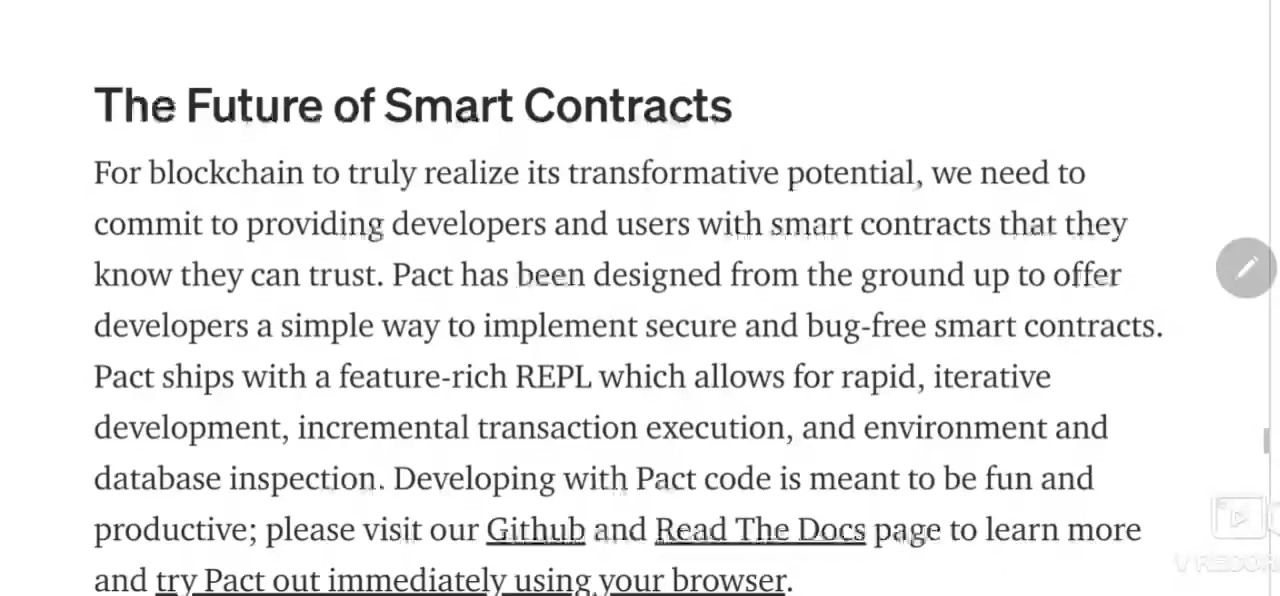 The Future of Smart Contracts
For blockchain to truly realize its transformative potential, we need to
commit to providing developers and users with smart contracts that they
know they can trust. Pact has been designed from the ground up to offer
developers a simple way to implement secure and bug-free smart contracts.
Pact ships with a feature-rich REPL which allows for rapid, iterative
development, incremental transaction execution, and environment and
database inspection. Developing with Pact code is meant to be fun and
productive; please visit our Github and Read The Docs page to learn more
and try Pact out immediately using your browser.